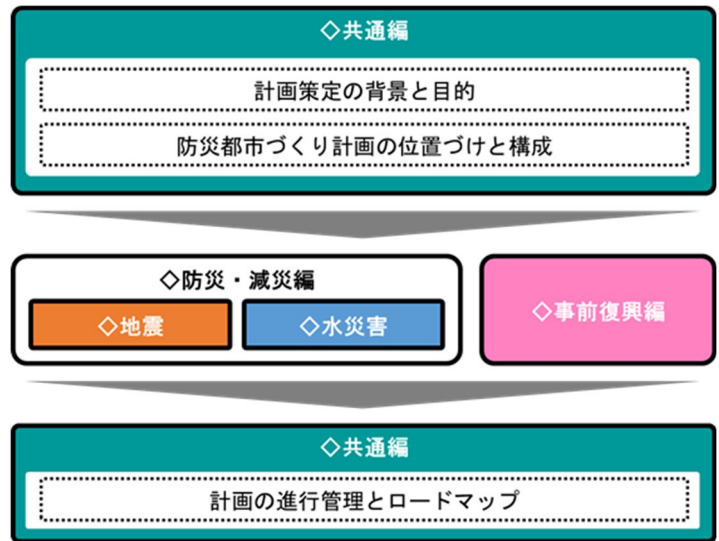 ◇共通編
計画策定の背景と目的
防災都市づくり計画の位置づけと構成
◇防災・減災編
◇地震
◇水災害
◇事前復興編
◇共通編
計画の進行管理とロードマップ